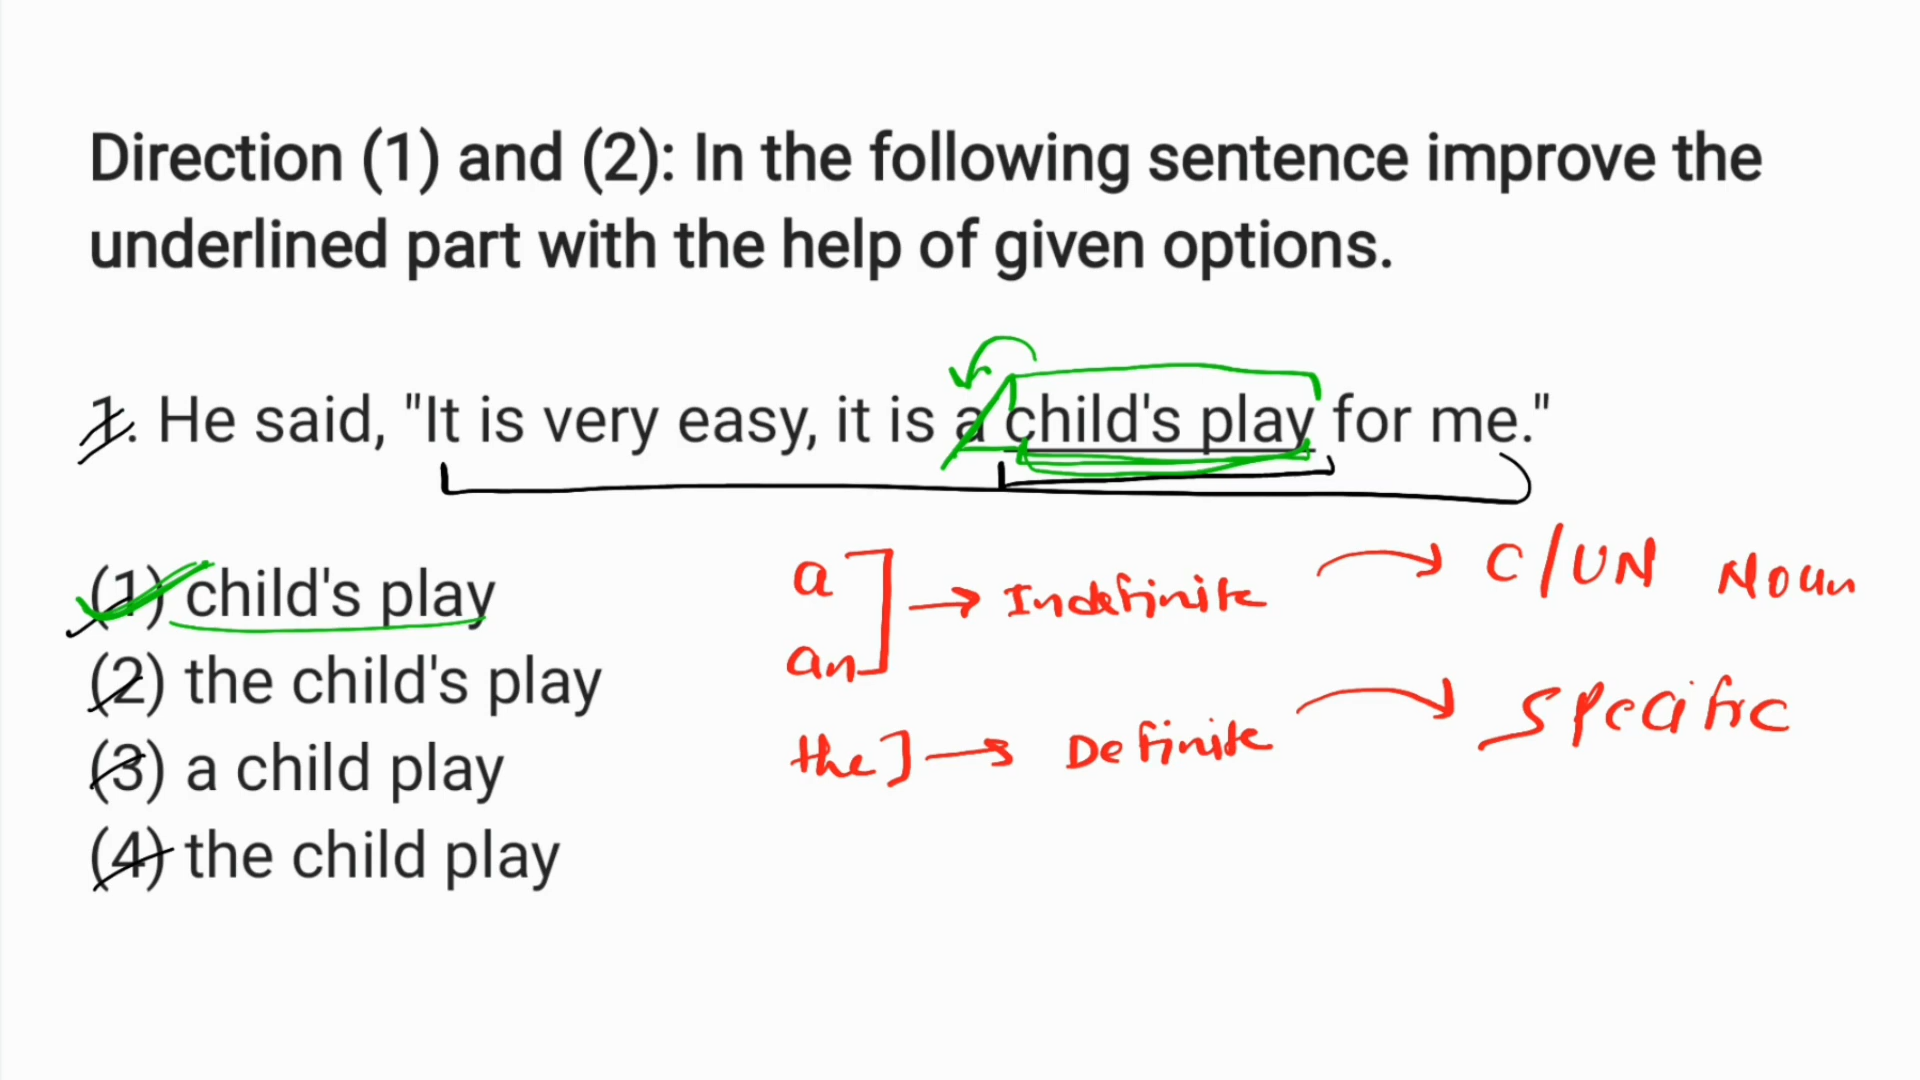 Direction (1) and (2): In the following sentence improve the
underlined part with the help of given options.
1. He said, "It is very easy, it is a child's play for me."
(1) child's play
(2) the child's play
(3) a child play
(4) the child play
a
an
Indefinite
C/UN Noun
the
Definite
Specific